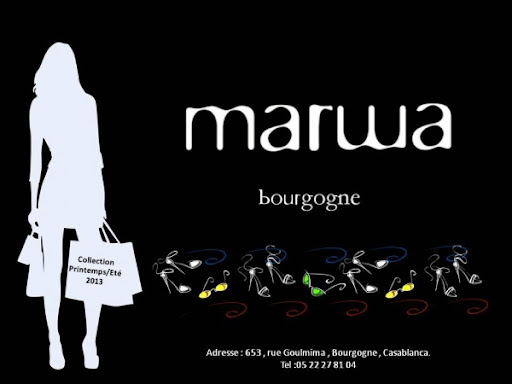 marwa
bourgogne
Collection
Printemps/Eté
2013
Adresse : 653 , rue Goulmima , Bourgogne , Casablanca.
Tel :05 22 27 81 04